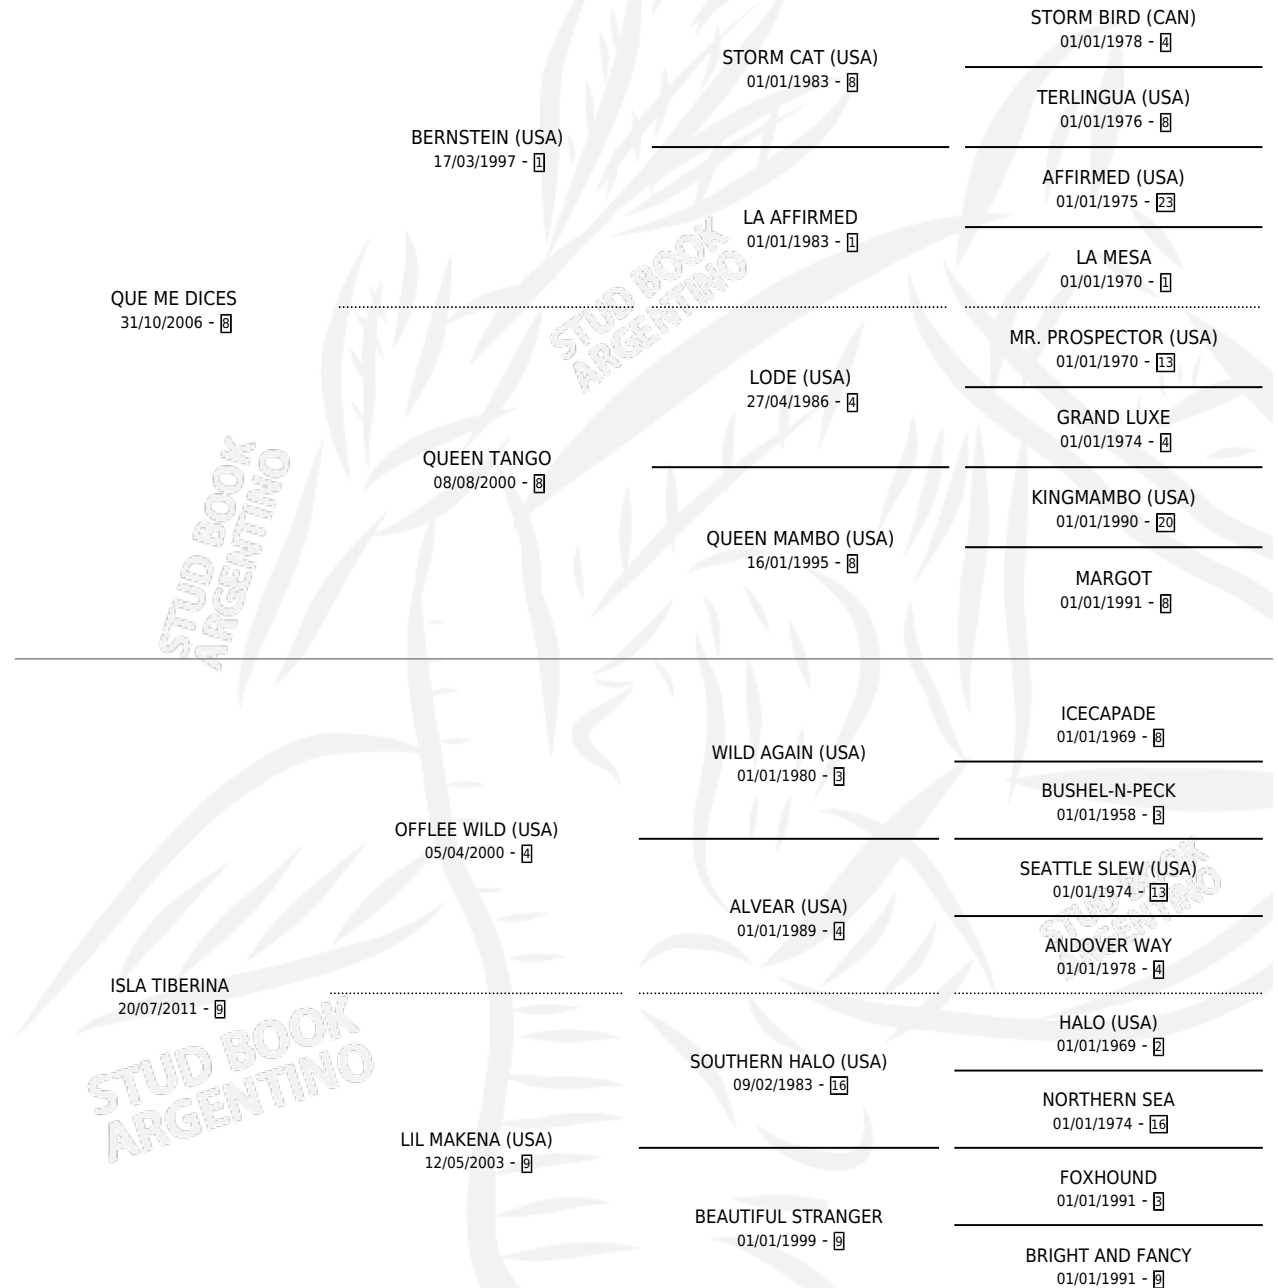 STORM BIRD (CAN)
01/01/1978 - 4
STORM CAT (USA)
01/01/1983 - 8
TERLINGUA (USA)
01/01/1976 - 8
BERNSTEIN (USA)
17/03/1997 - 1
AFFIRMED (USA)
01/01/1975 - 23
LA AFFIRMED
01/01/1983 - 1
LA MESA
01/01/1970 - 1
QUE ME DICES
31/10/2006 - 8
MR. PROSPECTOR (USA)
01/01/1970 - 13
LODE (USA)
27/04/1986 - 4
GRAND LUXE
01/01/1974 - 4
QUEEN TANGO
08/08/2000 - 8
KINGMAMBO (USA)
01/01/1990 - 20
QUEEN MAMBO (USA)
16/01/1995 - 8
MARGOT
01/01/1991 - 8
ICECAPADE
01/01/1969 - 8
WILD AGAIN (USA)
01/01/1980 - 3
BUSHEL-N-PECK
01/01/1958 - 3
OFFLEE WILD (USA)
05/04/2000 - 4
SEATTLE SLEW (USA)
01/01/1974 - 13
ALVEAR (USA)
01/01/1989 - 4
ANDOVER WAY
01/01/1978 - 4
ISLA TIBERINA
20/07/2011 - 9
HALO (USA)
01/01/1969 - 2
SOUTHERN HALO (USA)
09/02/1983 - 16
NORTHERN SEA
01/01/1974 - 16
LIL MAKENA (USA)
12/05/2003 - 9
FOXHOUND
01/01/1991 - 3
BEAUTIFUL STRANGER
01/01/1999 - 9
BRIGHT AND FANCY
01/01/1991 - 9
STUD BOOK
ARGENTINO
STUD BOOK
ARGENTINO
STUD BOOK
ARGENTINO
STUD BOOK
ARGENTINO